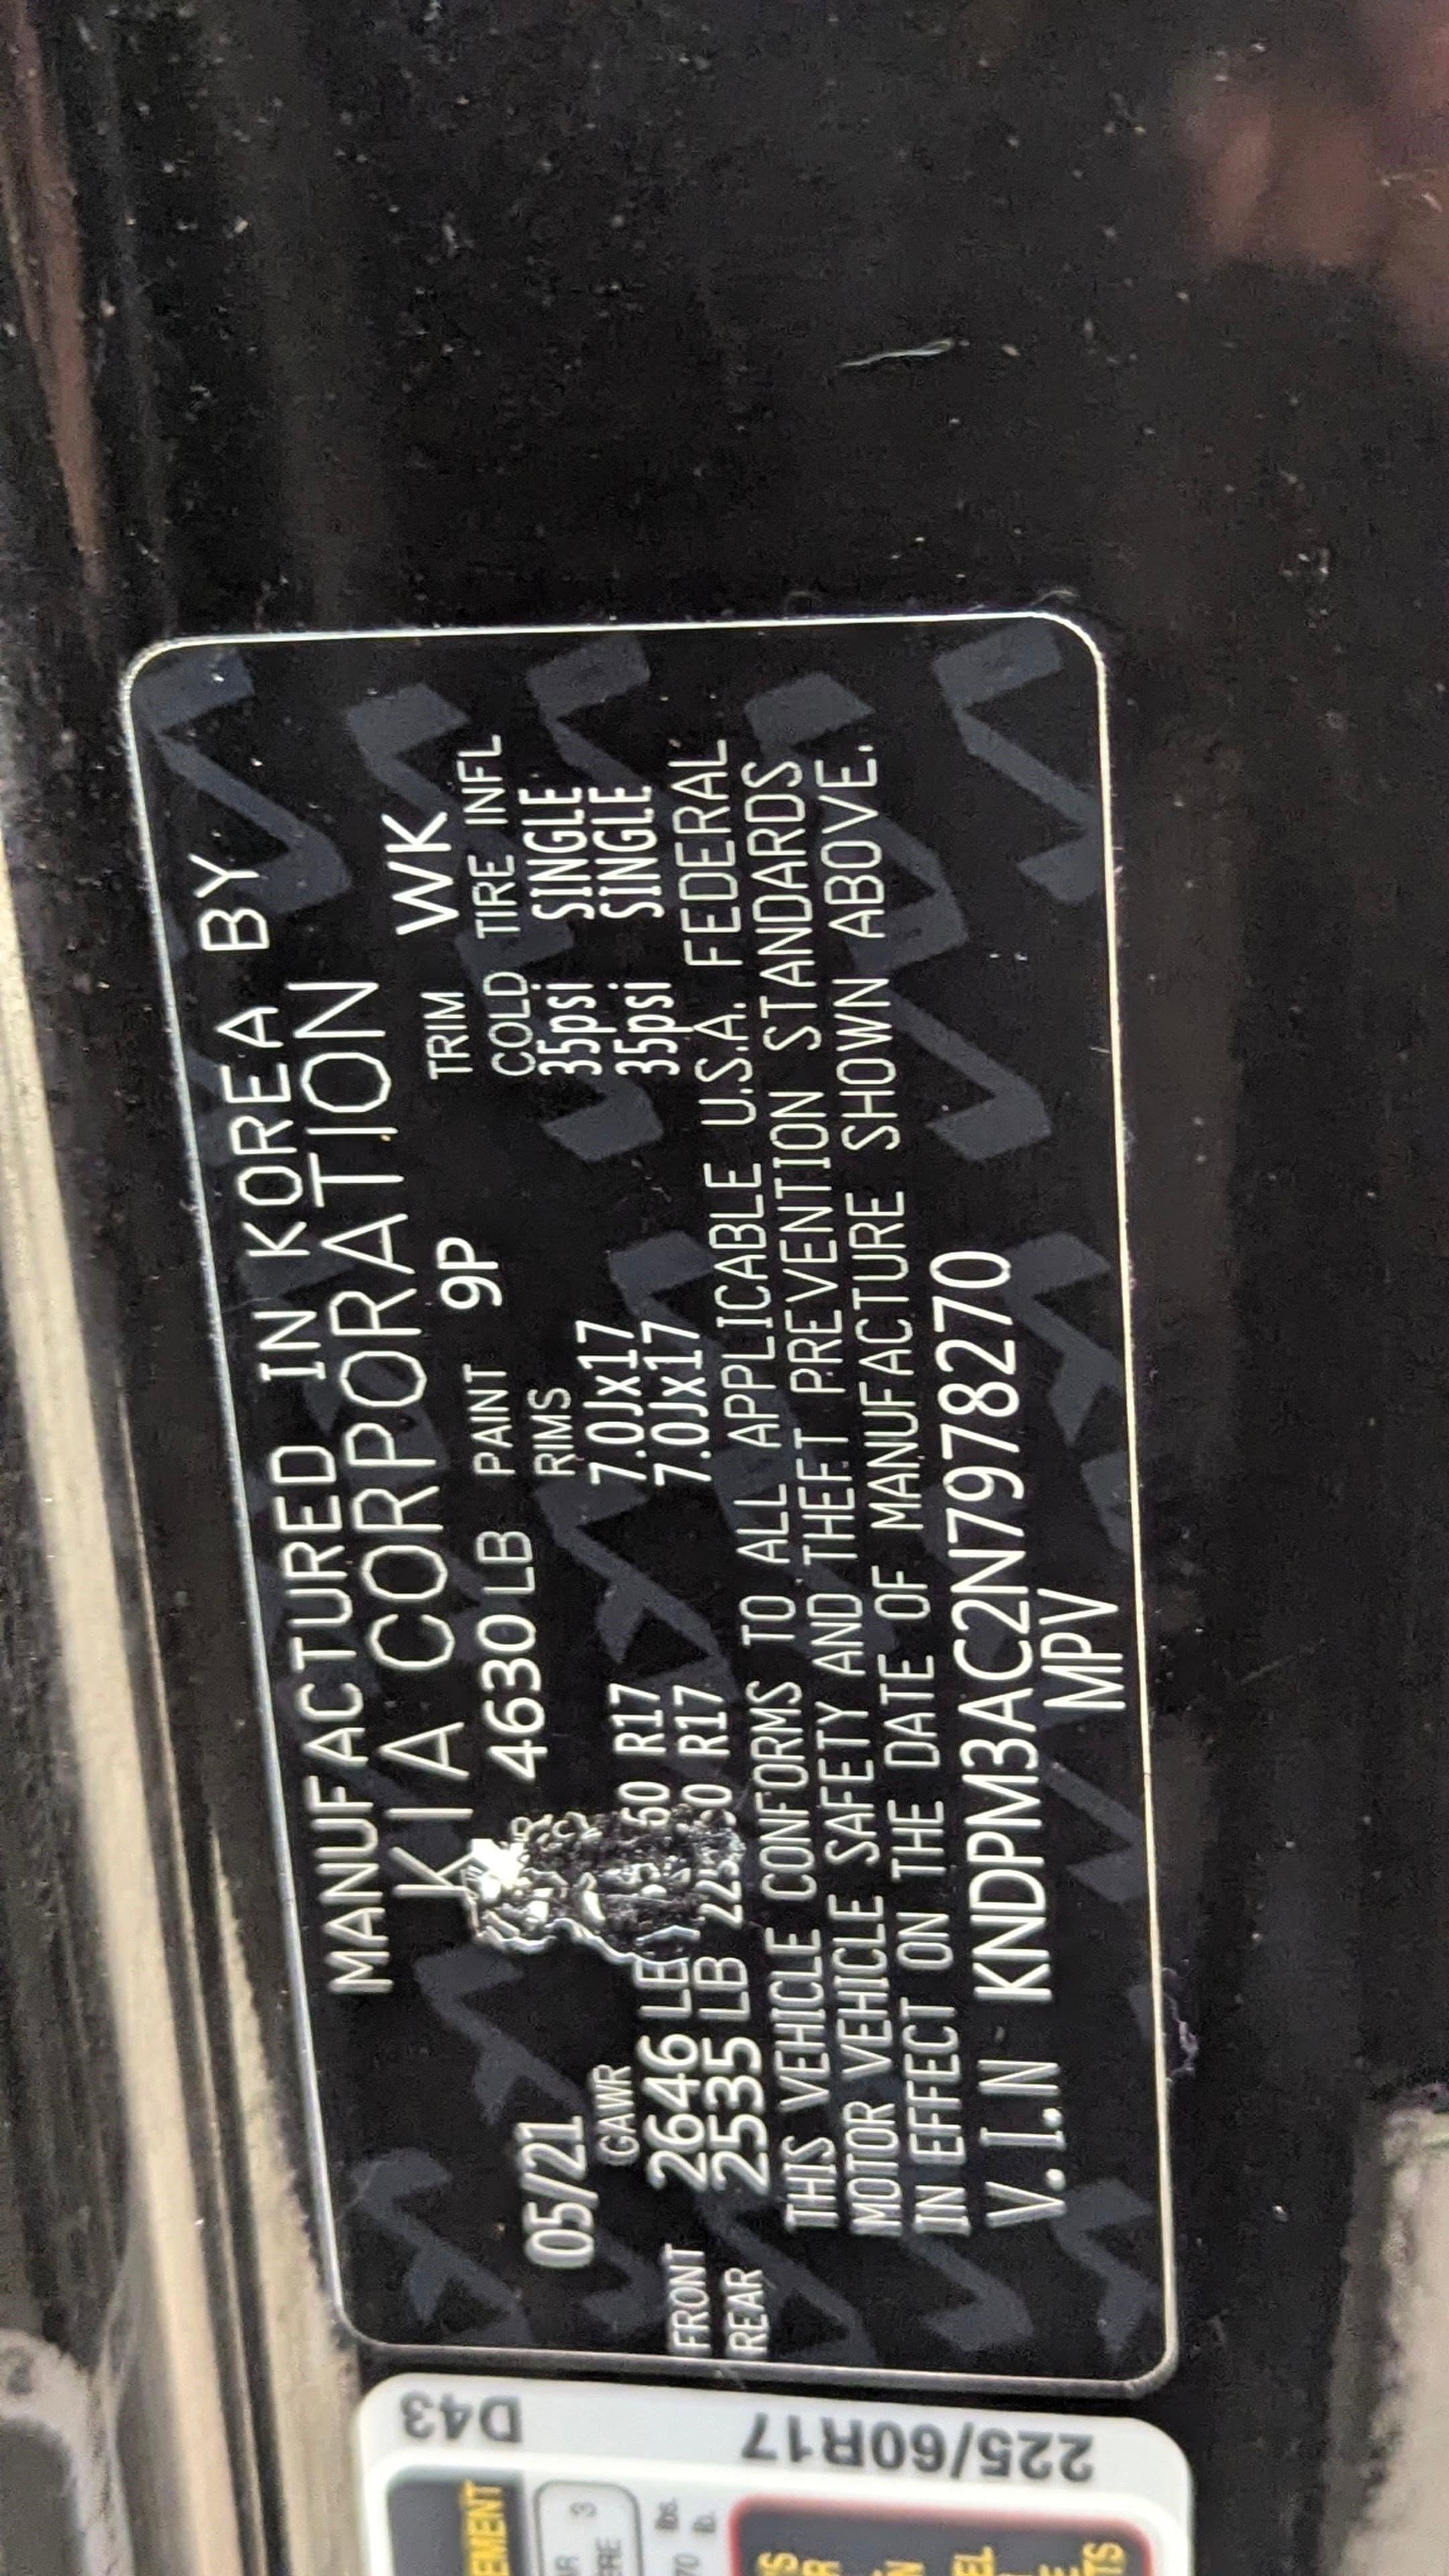 MANUFACTURED IN KOREA BY
KIA CORPORATION
05/21 4630 LB PAINT 9P TRIM WK
GAWR RIMS COLD TIRE INFL
FRONT 2646 LB R17 7.0Jx17 35psi SINGLE
REAR 2535 LB R17 7.0Jx17 35psi SINGLE
THIS VEHICLE CONFORMS TO ALL APPLICABLE U.S.A. FEDERAL
MOTOR VEHICLE SAFETY AND THEFT PREVENTION STANDARDS
IN EFFECT ON THE DATE OF MANUFACTURE SHOWN ABOVE.
V.I.N KNDPM3AC2N7978270
MPV
D43
225/60R17